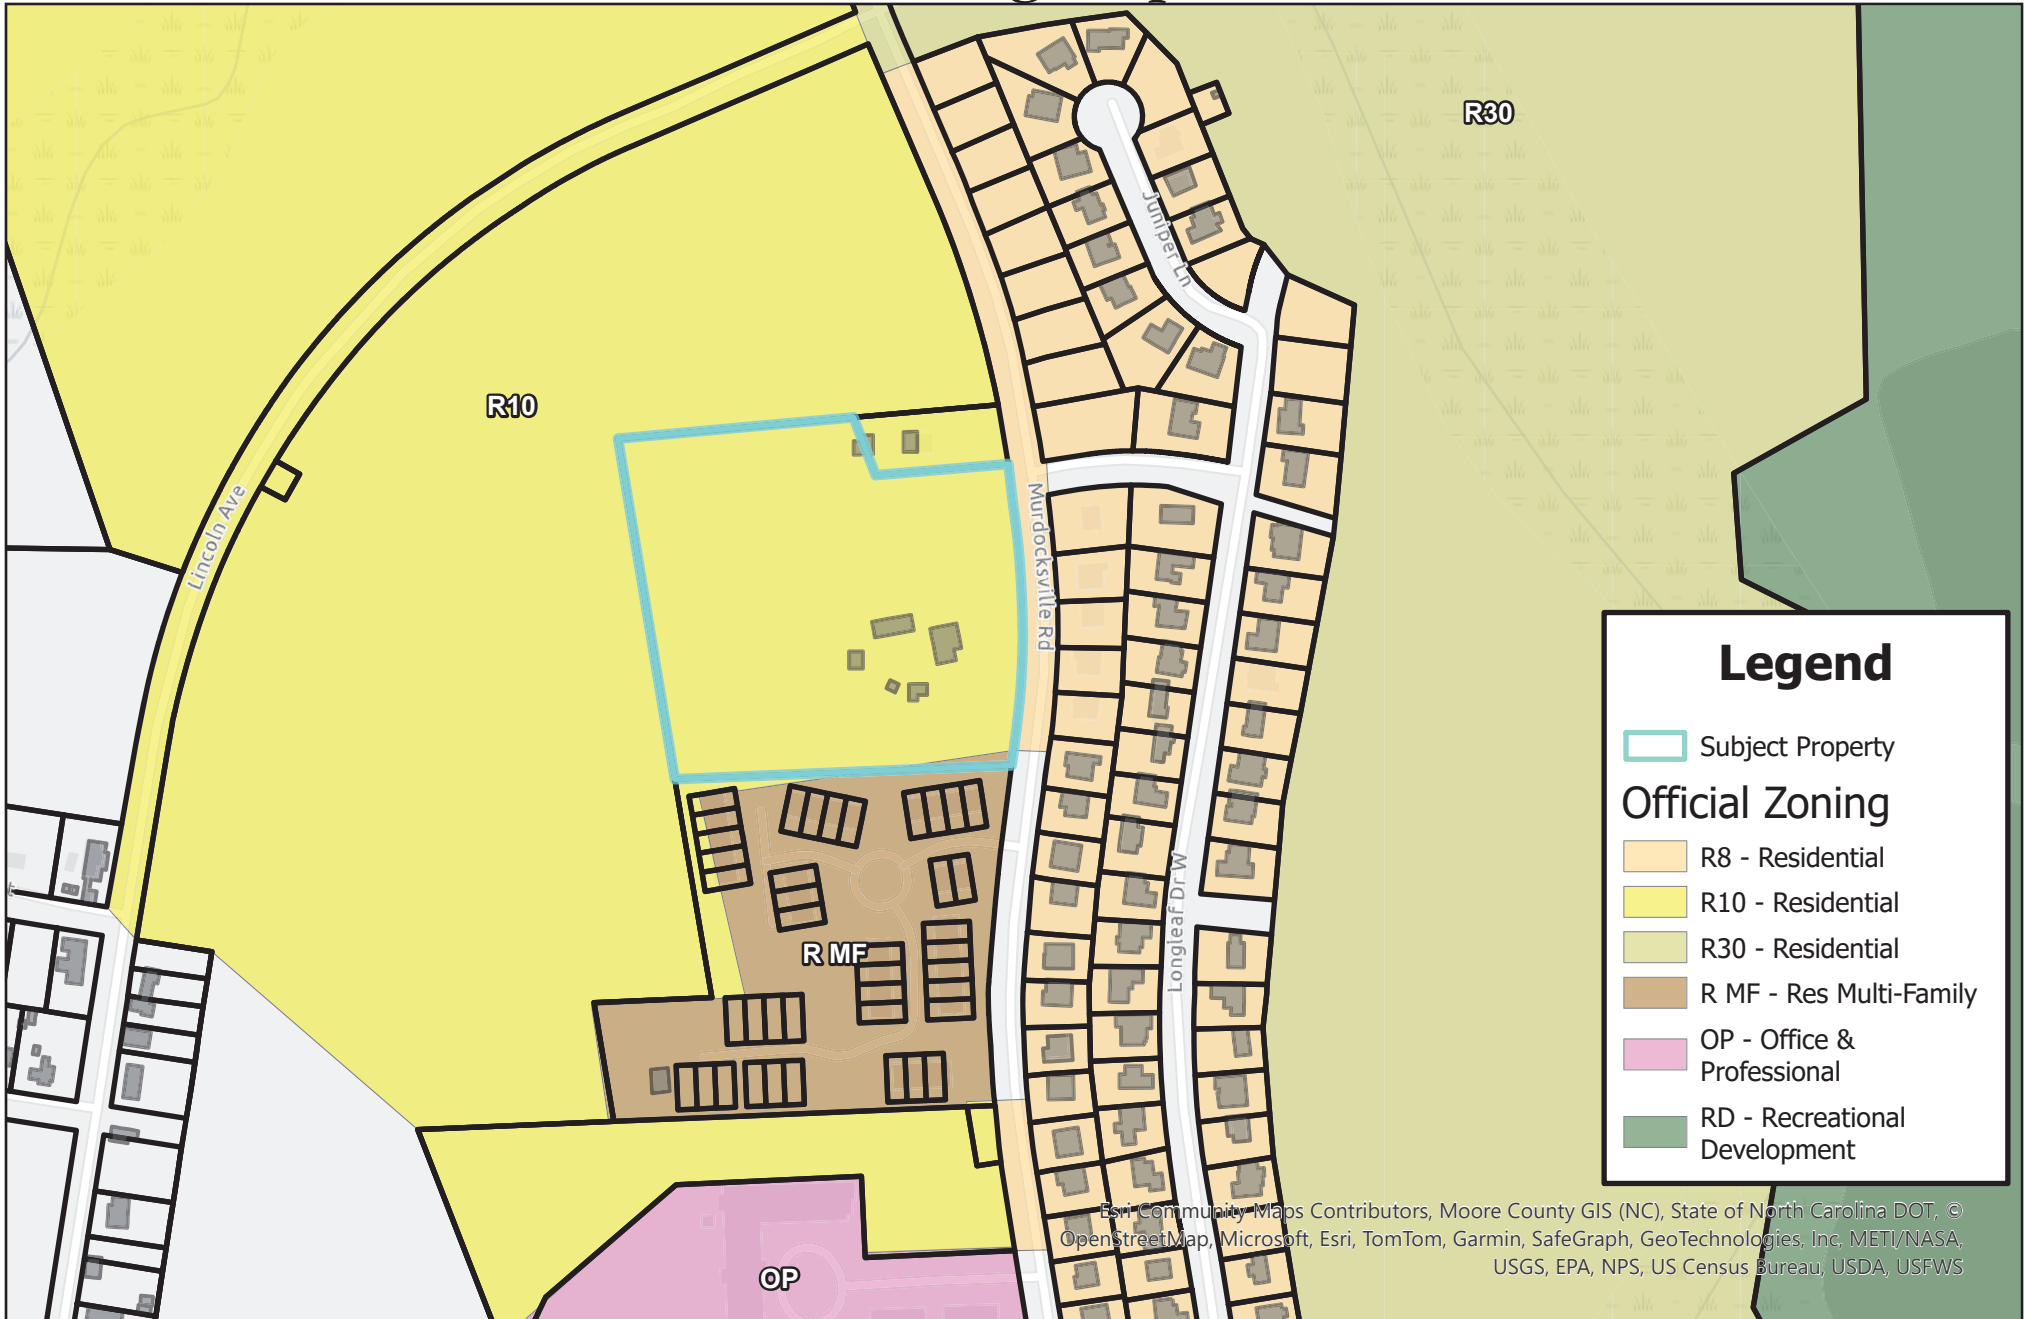 R30
Juniper Ln
R10
Lincoln Ave
Murdocksville Rd
Legend
Subject Property
Official Zoning
R8 - Residential
R10 - Residential
R30 - Residential
R MF - Res Multi-Family
OP - Office &
Professional
RD - Recreational
Development
Longleaf Dr W
R MF
OP
Esri Community Maps Contributors, Moore County GIS (NC), State of North Carolina DOT, ©
OpenStreetMap, Microsoft, Esri, TomTom, Garmin, SafeGraph, GeoTechnologies, Inc, METI/NASA,
USGS, EPA, NPS, US Census Bureau, USDA, USFWS